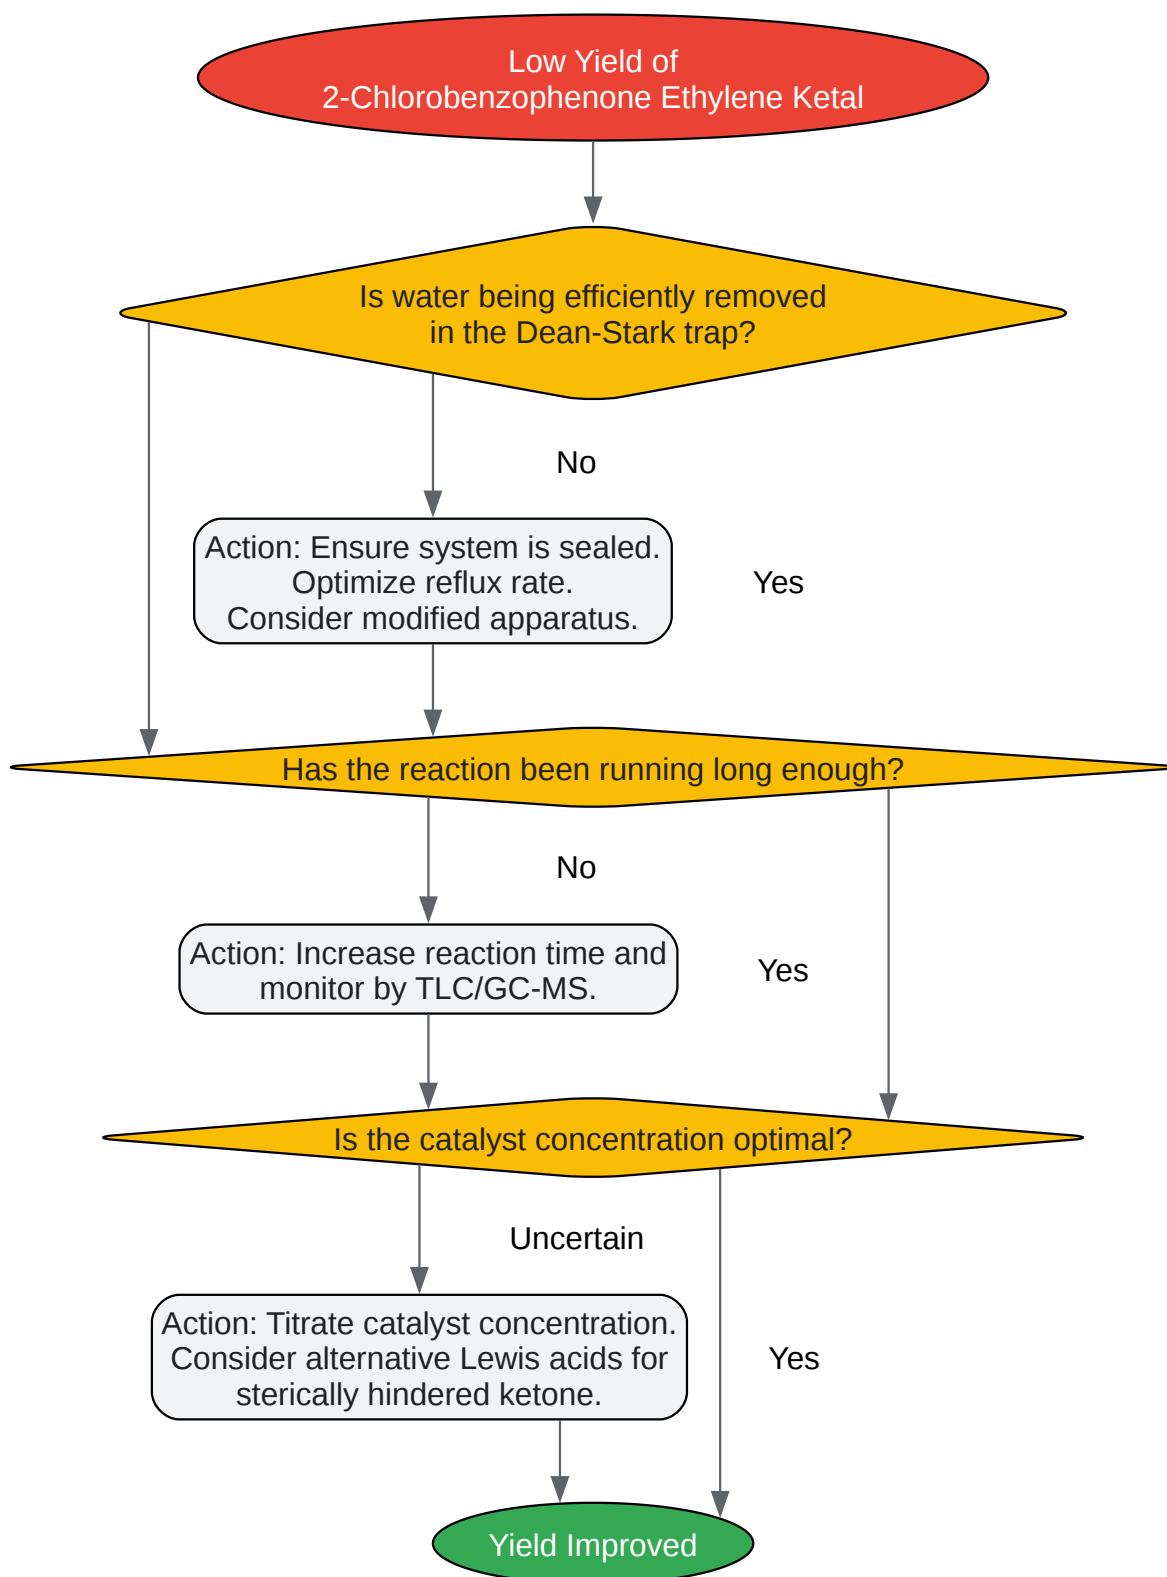 Low Yield of
2-Chlorobenzophenone Ethylene Ketal
Is water being efficiently removed
in the Dean-Stark trap?
No
Action: Ensure system is sealed.
Optimize reflux rate.
Consider modified apparatus.
Yes
Has the reaction been running long enough?
No
Action: Increase reaction time and
monitor by TLC/GC-MS.
Yes
Is the catalyst concentration optimal?
Uncertain
Action: Titrate catalyst concentration.
Consider alternative Lewis acids for
sterically hindered ketone.
Yes
Yield Improved